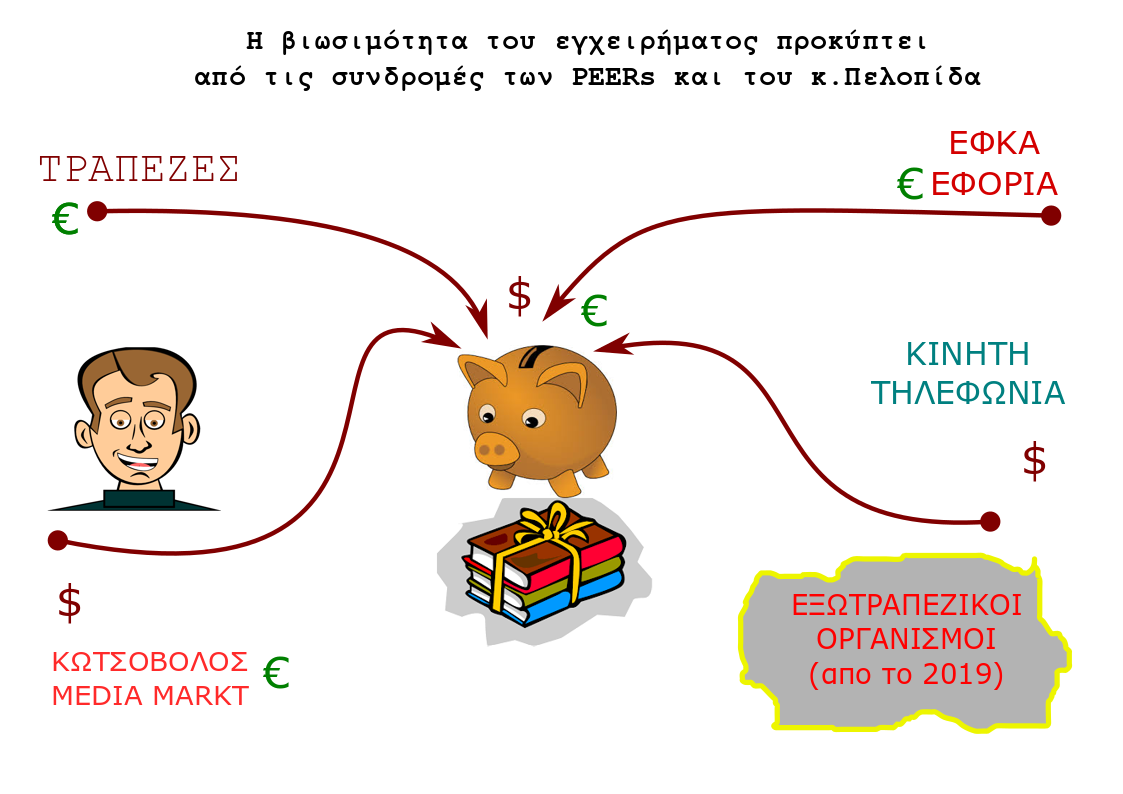 Η βιωσιμότητα του εγχειρήματος προκύπτει
από τις συνδρομές των PEERs και του κ.Πελοπίδα
ΤΡΑΠΕΖΕΣ
€
ΕΦΚΑ
€ ΕΦΟΡΙΑ
$
€
ΚΙΝΗΤΗ
ΤΗΛΕΦΩΝΙΑ
$
$
ΚΩΤΣΟΒΟΛΟΣ
MEDIA MARKT
€
ΕΞΩΤΡΑΠΕΖΙΚΟΙ
ΟΡΓΑΝΙΣΜΟΙ
(απο το 2019)